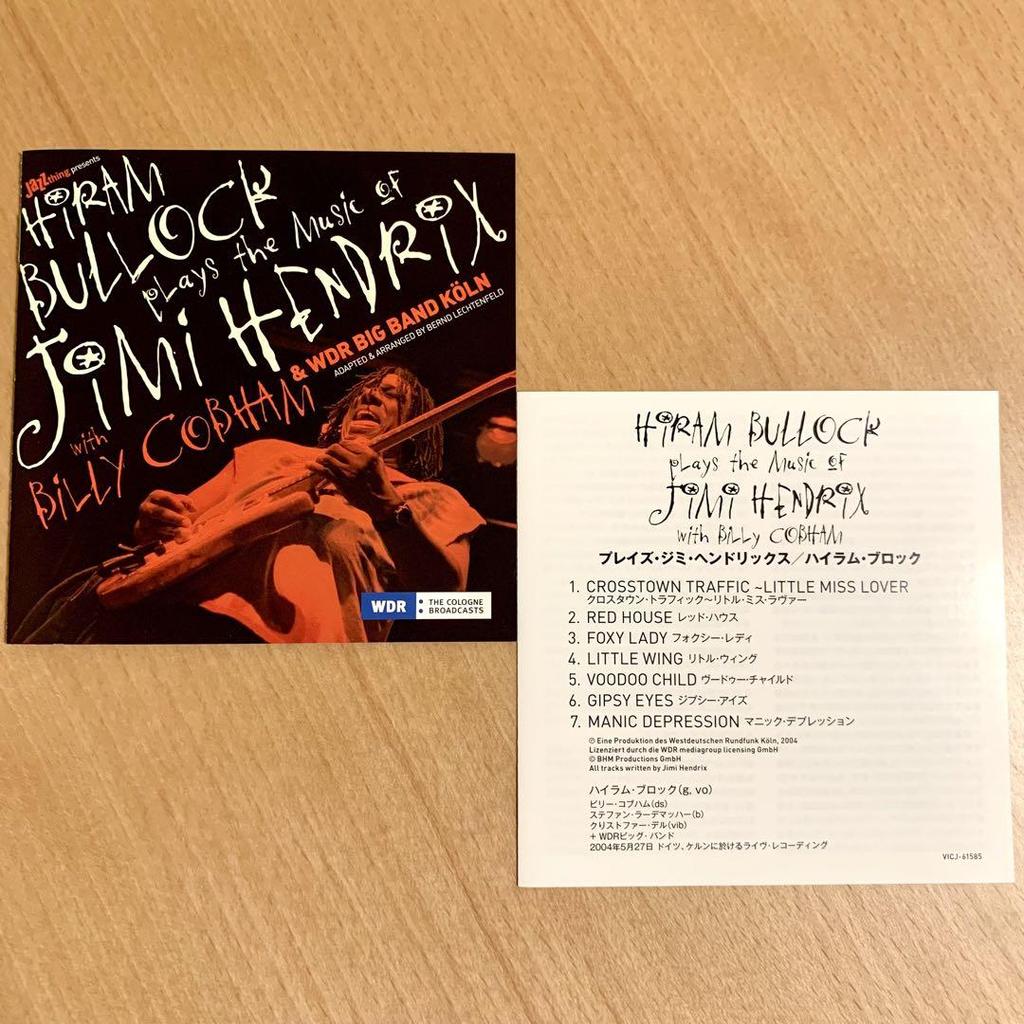 Jazzthing presents
HiRAM
BULLOCK
plays the Music of
JiMi HENDRiX
& WDR BIG BAND KÖLN
ADAPTED & ARRANGED BY BERND LECHTENFELD
with
BiLLY COBHAM
WDR THE COLOGNE
BROADCASTS
HiRAM BULLOCK
plays the Music of
JiMi HENDRiX
with BiLLy COBHAM
プレイズ・ジミ・ヘンドリックス／ハイラム・ブロック
1. CROSSTOWN TRAFFIC ~LITTLE MISS LOVER
クロスタウン・トラフィック〜リトル・ミス・ラヴァー
2. RED HOUSE レッド・ハウス
3. FOXY LADY フォクシー・レディ
4. LITTLE WING リトル・ウィング
5. VOODOO CHILD ヴードゥー・チャイルド
6. GIPSY EYES ジプシー・アイズ
7. MANIC DEPRESSION マニック・デプレッション
℗ Eine Produktion des Westdeutschen Rundfunk Köln, 2004
Lizenziert durch die WDR mediagroup licensing GmbH
© BHM Productions GmbH
All tracks written by Jimi Hendrix
ハイラム・ブロック(g, vo)
ビリー・コブハム(ds)
ステファン・ラーデマッハー(b)
クリストファー・デル(vib)
+ WDRビッグ・バンド
2004年5月27日 ドイツ、ケルンに於けるライヴ・レコーディング
VICJ-61585